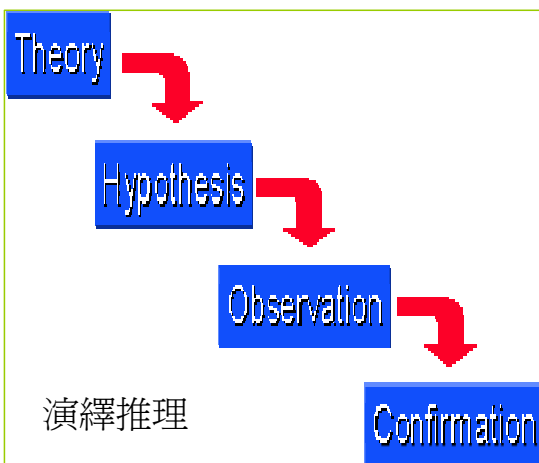 Theory
Hypothesis
Observation
演繹推理
Confirmation